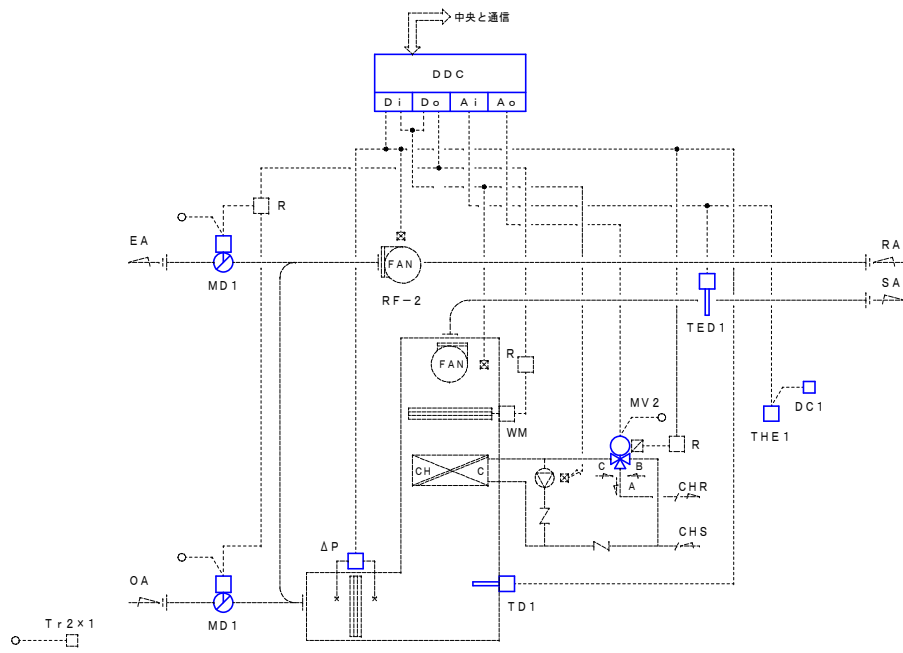 中央と通信
DDC
Di Do Ai Ao
R
EA
RA
MD1
FAN
RF-2
SA
TED1
FAN
R
MV2
DC1
WM
THE1
R
CH C
C B
A
CHR
CHS
ΔP
OA
TD1
MD1
Tr2×1